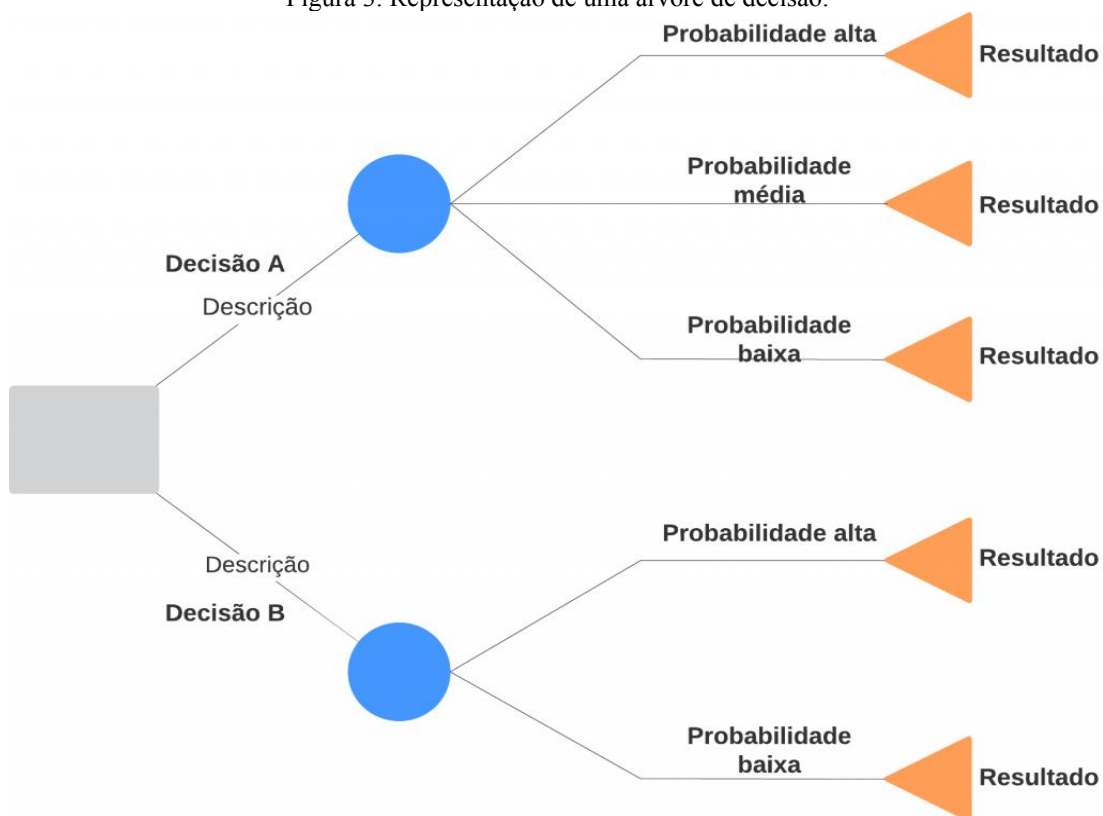 Figura 3: Representação de uma árvore de decisão.
Probabilidade alta
Resultado
Probabilidade
média
Resultado
Decisão A
Descrição
Probabilidade
baixa
Resultado
Probabilidade alta
Resultado
Descrição
Decisão B
Probabilidade
baixa
Resultado